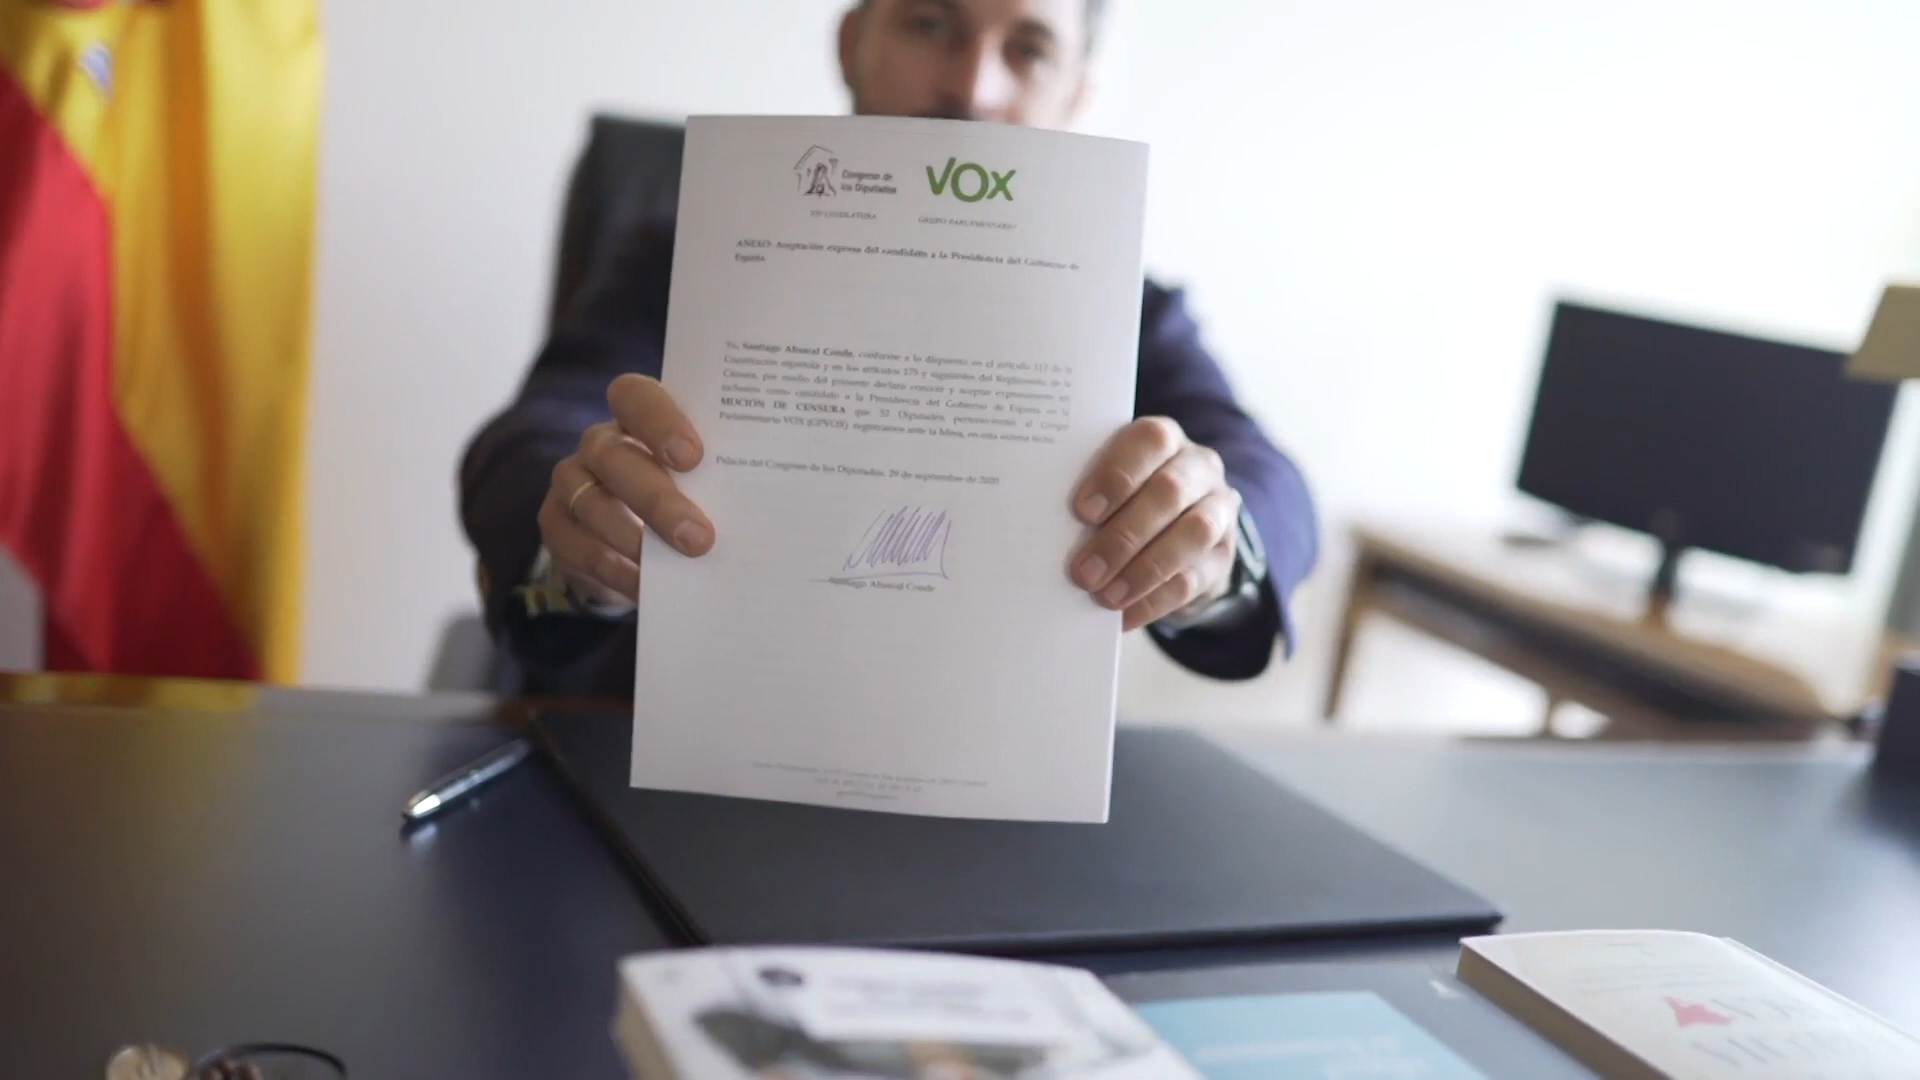 Congreso de
los Diputados
VOX
XIV LEGISLATURA
GRUPO PARLAMENTARIO
ANEXO: Aceptación expresa del candidato a la Presidencia del Gobierno de
España.
Yo, Santiago Abascal Conde, conforme a lo dispuesto en el artículo 113 de la
Constitución española y en los artículos 175 y siguientes del Reglamento de la
Cámara, por medio del presente declaro conocer y aceptar expresamente mi
inclusión como candidato a la Presidencia del Gobierno de España en la
MOCIÓN DE CENSURA que 52 Diputados pertenecientes al Grupo
Parlamentario VOX (GPVOX) registramos ante la Mesa, en esta misma fecha.
Palacio del Congreso de los Diputados, 29 de septiembre de 2020
Santiago Abascal Conde